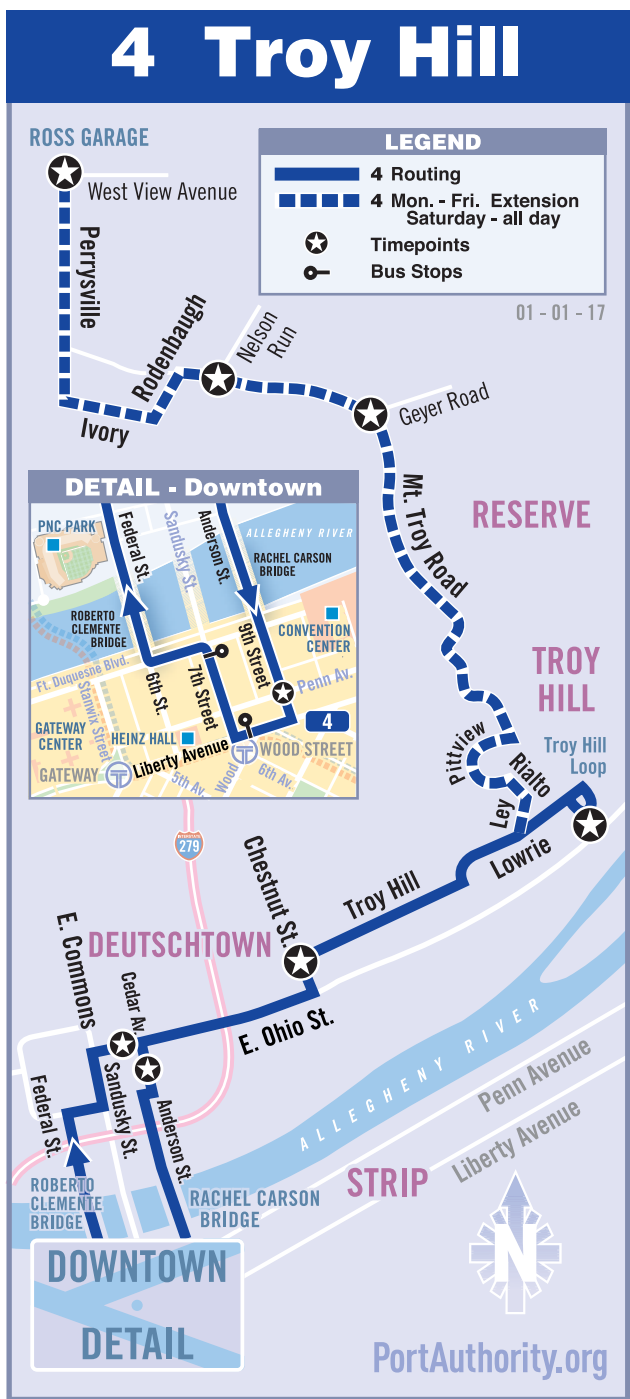 4 Troy Hill
ROSS GARAGE
West View Avenue
Perrysville
LEGEND
4 Routing
4 Mon. - Fri. Extension
Saturday - all day
Timepoints
Bus Stops
01 - 01 - 17
Rodenbaugh
Nelson
Run
Ivory
Geyer Road
Mt. Troy Road
RESERVE
TROY
HILL
DETAIL - Downtown
PNC PARK
Federal St.
Sandusky St.
Anderson St.
ALLEGHENY RIVER
RACHEL CARSON
BRIDGE
ROBERTO
CLEMENTE
BRIDGE
9th Street
CONVENTION
CENTER
Ft. Duquesne Blvd.
Stanwix Street
6th St.
7th Street
Penn Av.
4
GATEWAY
CENTER
HEINZ HALL
Liberty Avenue
WOOD STREET
GATEWAY
T
T
5th Av.
Wood
6th Av.
Pittview
Rialto
Ley
Troy Hill
Loop
Lowrie
INTERSTATE
279
Chestnut St.
Troy Hill
DEUTSCHTOWN
E. Commons
Cedar Av.
E. Ohio St.
Federal St.
Sandusky St.
Anderson St.
ALLEGHENY RIVER
Penn Avenue
Liberty Avenue
STRIP
ROBERTO
CLEMENTE
BRIDGE
RACHEL CARSON
BRIDGE
DOWNTOWN
DETAIL
N
PortAuthority.org